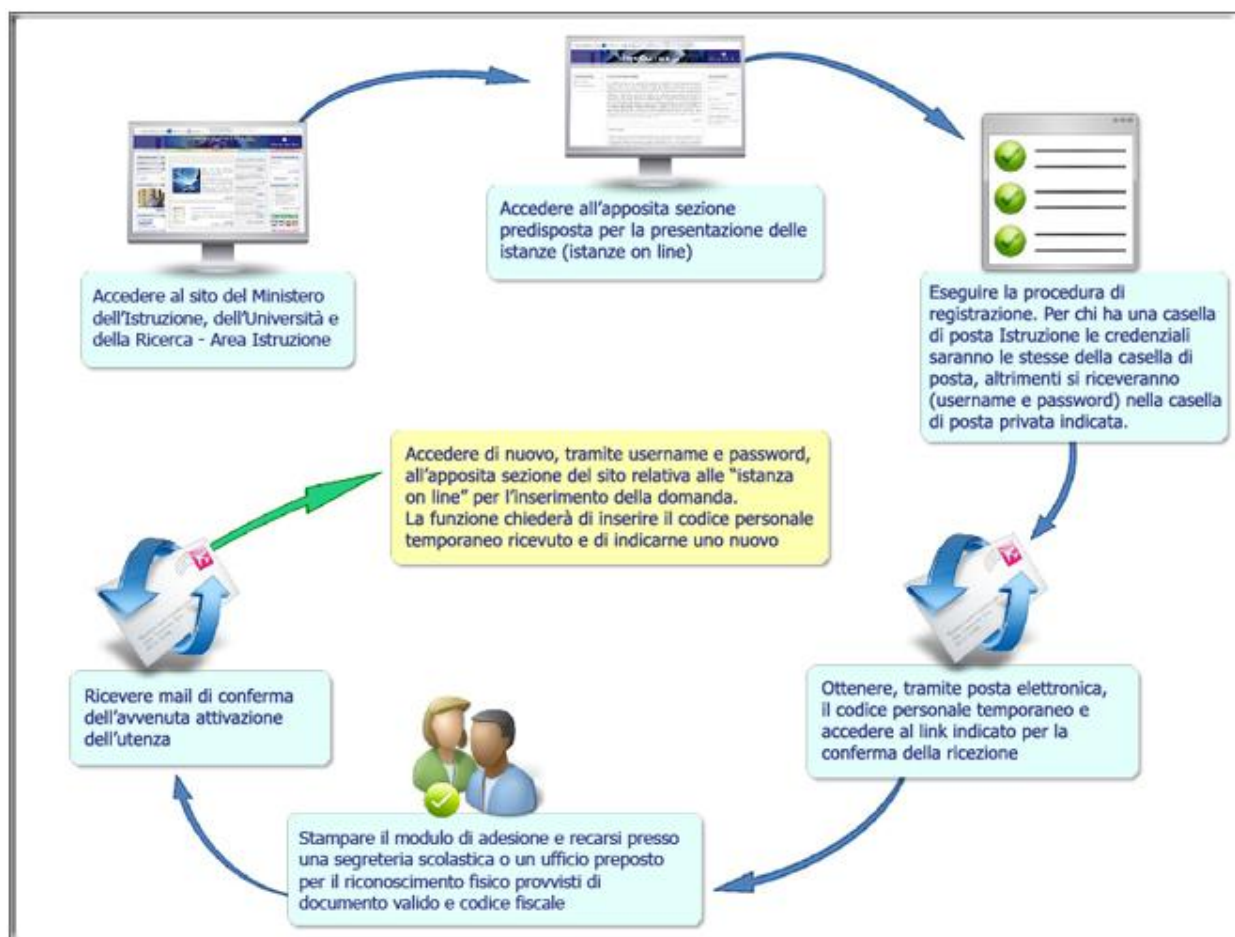 Accedere al sito del Ministero
dell'Istruzione, dell'Università e
della Ricerca - Area Istruzione
Accedere all'apposita sezione
predisposta per la presentazione delle
istanze (istanze on line)
Eseguire la procedura di
registrazione. Per chi ha una casella
di posta Istruzione le credenziali
saranno le stesse della casella di
posta, altrimenti si riceveranno
(username e password) nella casella
di posta privata indicata.
Ottenere, tramite posta elettronica,
il codice personale temporaneo e
accedere al link indicato per la
conferma della ricezione
Stampare il modulo di adesione e recarsi presso
una segreteria scolastica o un ufficio preposto
per il riconoscimento fisico provvisti di
documento valido e codice fiscale
Ricevere mail di conferma
dell'avvenuta attivazione
dell'utenza
Accedere di nuovo, tramite username e password,
all'apposita sezione del sito relativa alle "istanza
on line" per l'inserimento della domanda.
La funzione chiederà di inserire il codice personale
temporaneo ricevuto e di indicarne uno nuovo